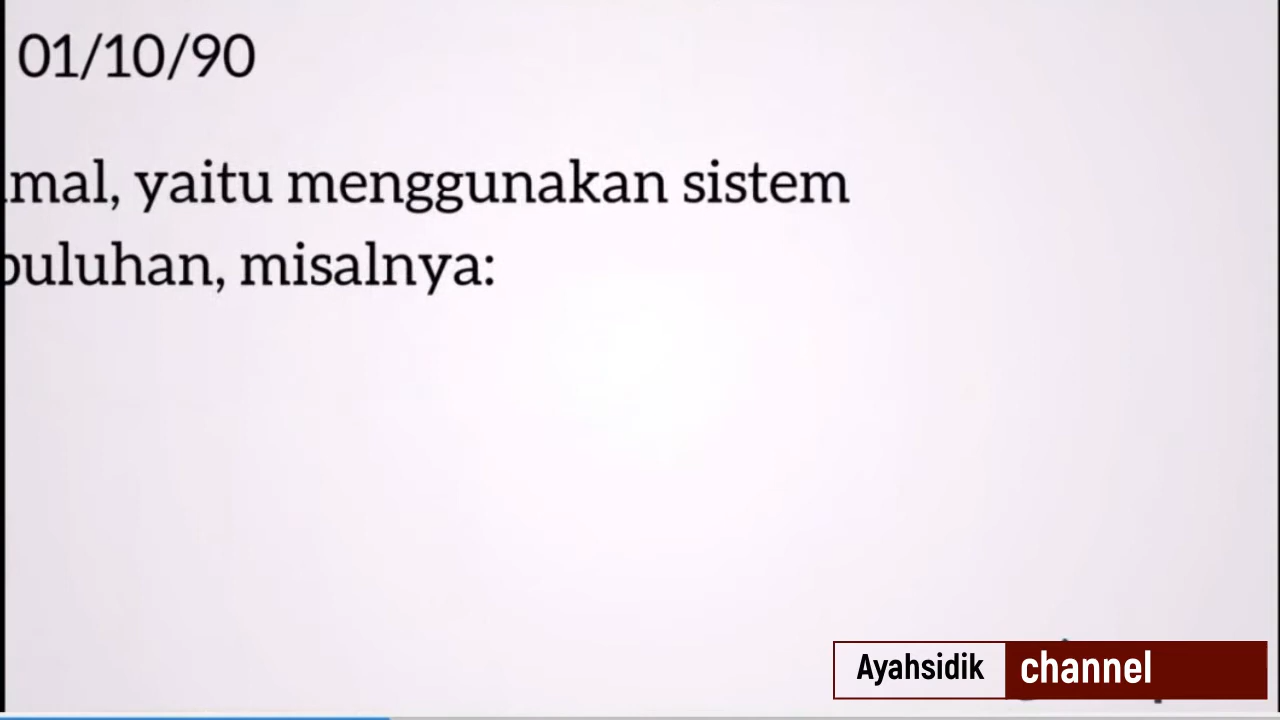 01/10/90
mal, yaitu menggunakan sistem
puluhan, misalnya:
Ayahsidik channel